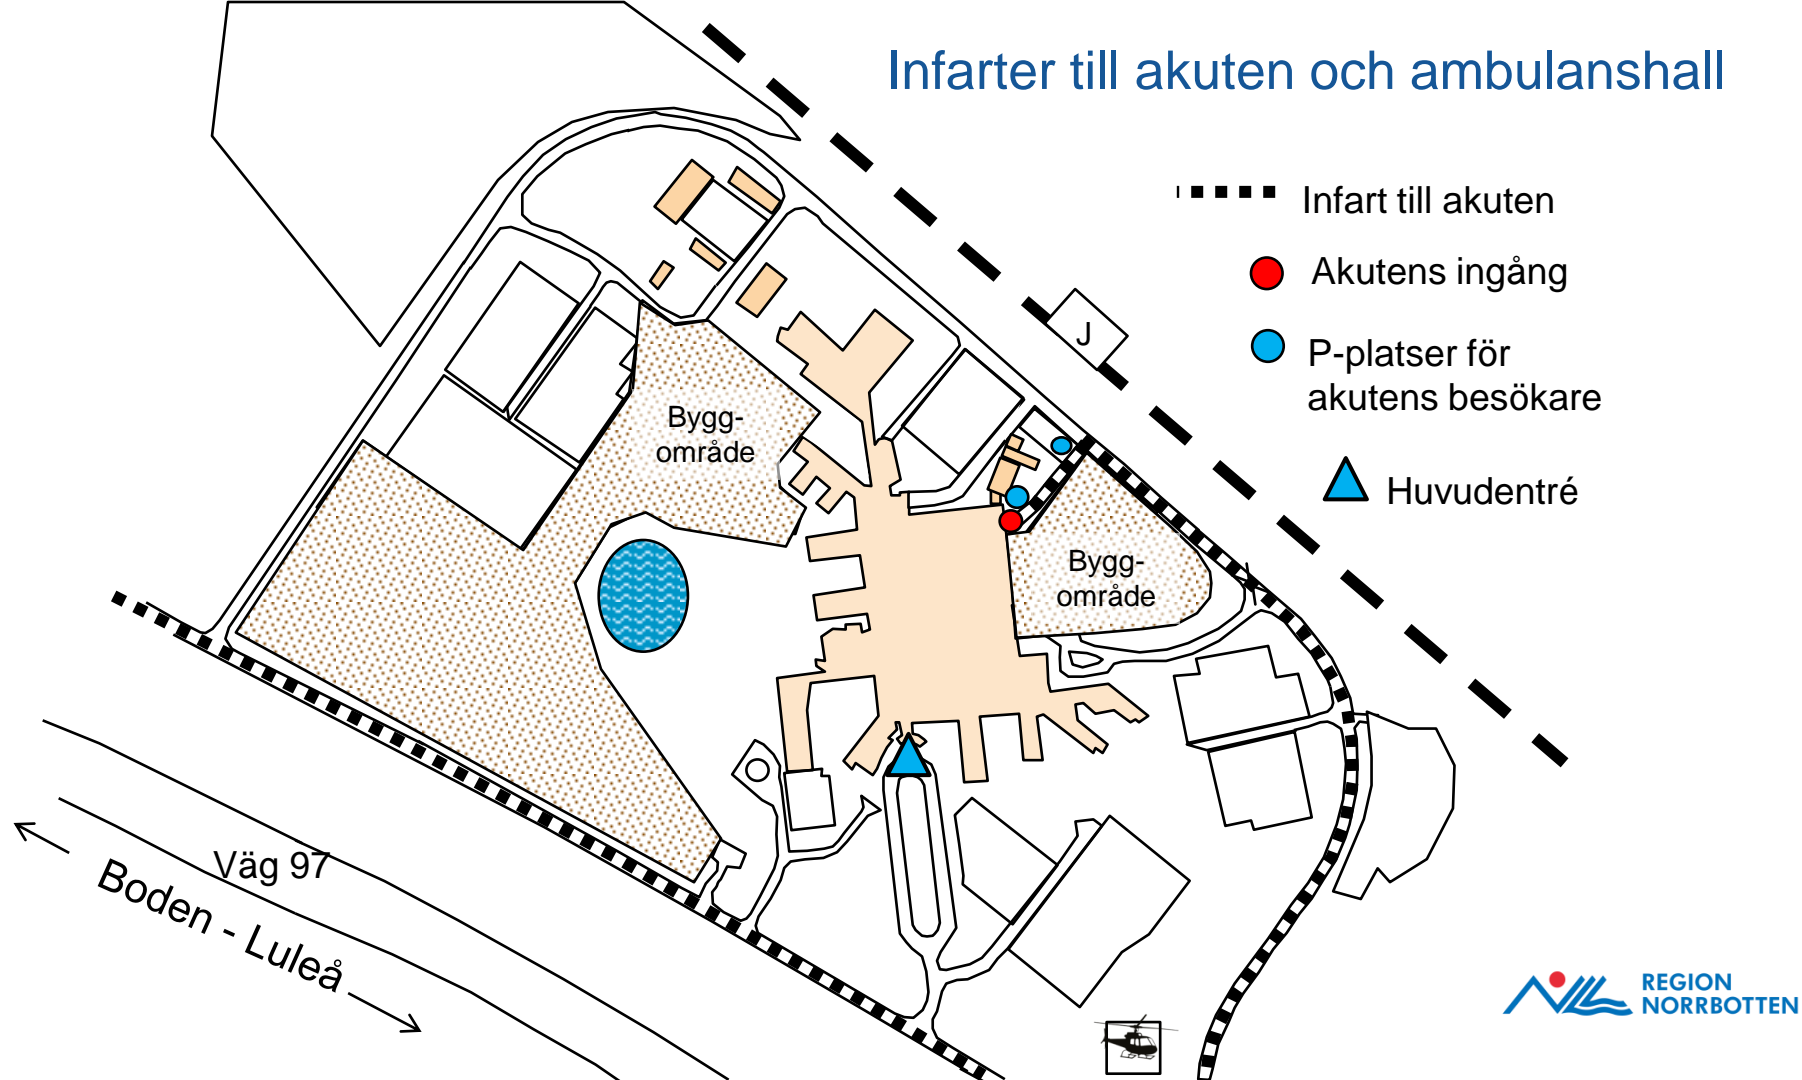 Infarter till akuten och ambulanshall
Infart till akuten
Akutens ingång
J
P-platser för
akutens besökare
Bygg-
område
Huvudentré
Bygg-
område
Väg 97
Boden - Luleå
REGION
NORRBOTTEN